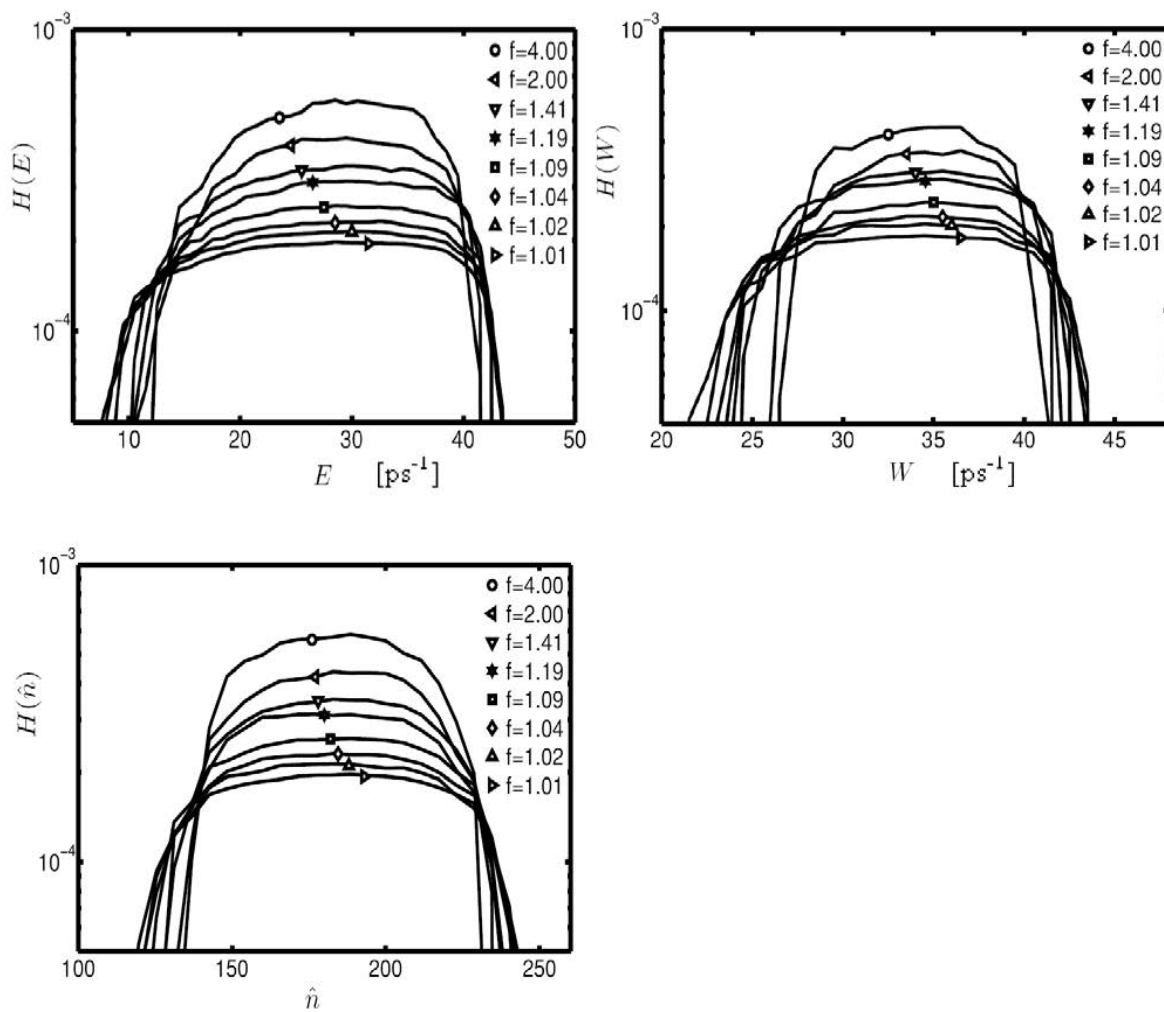 10⁻³
f=4.00
f=2.00
f=1.41
f=1.19
f=1.09
f=1.04
f=1.02
f=1.01
H(E)
10⁻⁴
10 20 30 40 50
E [ps⁻¹]
10⁻³
f=4.00
f=2.00
f=1.41
f=1.19
f=1.09
f=1.04
f=1.02
f=1.01
H(W)
10⁻⁴
20 25 30 35 40 45
W [ps⁻¹]
10⁻³
f=4.00
f=2.00
f=1.41
f=1.19
f=1.09
f=1.04
f=1.02
f=1.01
H(n̂)
10⁻⁴
100 150 200 250
n̂